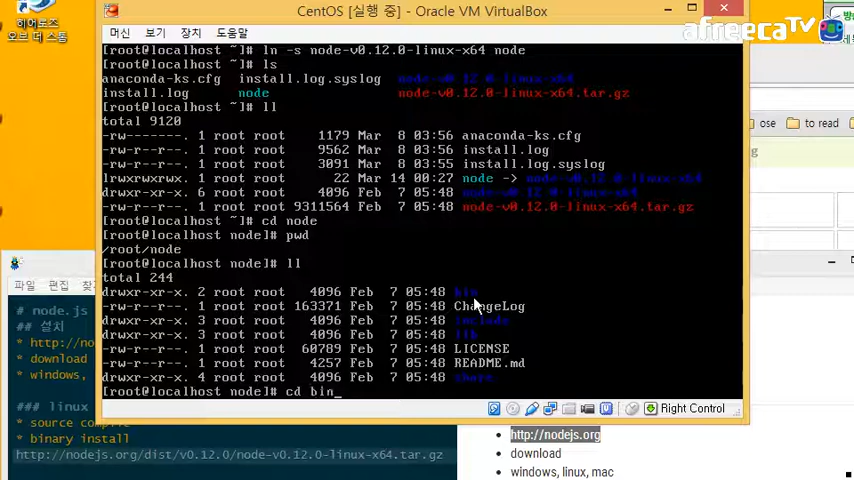 CentOS [실행 중] - Oracle VM VirtualBox
afreecaTV
히어로즈
오브 더 스톰
머신 보기 장치 도움말
[root@localhost ~]# ln -s node-v0.12.0-linux-x64 node
[root@localhost ~]# ls
anaconda-ks.cfg install.log.syslog node-v0.12.0-linux-x64
install.log node node-v0.12.0-linux-x64.tar.gz
[root@localhost ~]# ll
total 9120
-rw-------. 1 root root 1179 Mar 8 03:56 anaconda-ks.cfg
-rw-r--r--. 1 root root 9562 Mar 8 03:56 install.log
-rw-r--r--. 1 root root 3091 Mar 8 03:55 install.log.syslog
lrwxrwxrwx. 1 root root 22 Mar 14 00:27 node -> node-v0.12.0-linux-x64
drwxr-xr-x. 6 root root 4096 Feb 7 05:48 node-v0.12.0-linux-x64
-rw-r--r--. 1 root root 9311564 Feb 7 05:48 node-v0.12.0-linux-x64.tar.gz
[root@localhost ~]# cd node
[root@localhost node]# pwd
/root/node
[root@localhost node]# ll
total 244
drwxr-xr-x. 2 root root 4096 Feb 7 05:48 bin
-rw-r--r--. 1 root root 163371 Feb 7 05:48 ChangeLog
drwxr-xr-x. 3 root root 4096 Feb 7 05:48 include
drwxr-xr-x. 3 root root 4096 Feb 7 05:48 lib
-rw-r--r--. 1 root root 60789 Feb 7 05:48 LICENSE
-rw-r--r--. 1 root root 4257 Feb 7 05:48 README.md
drwxr-xr-x. 4 root root 4096 Feb 7 05:48 share
[root@localhost node]# cd bin_
Right Control
ose to read
파일 편집 찾
# node.js
## 설치
* http://no
* download
* windows,
### linux
* source compile
* binary install
http://nodejs.org/dist/v0.12.0/node-v0.12.0-linux-x64.tar.gz
• http://nodejs.org
• download
• windows, linux, mac